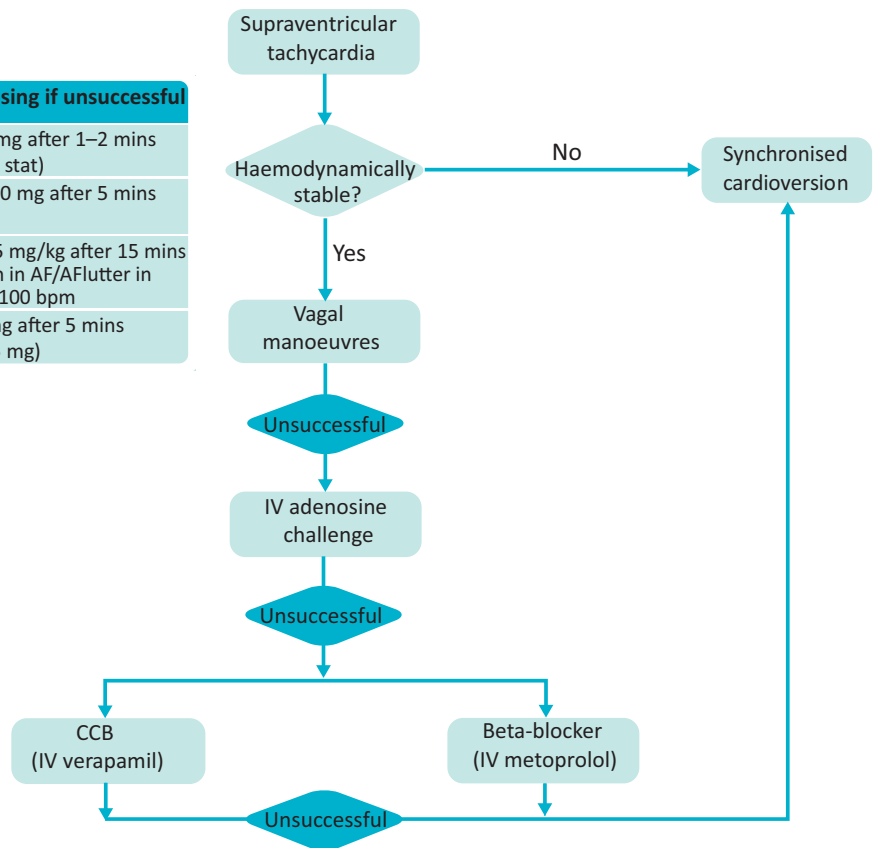 Supraventricular
tachycardia
sing if unsuccessful
mg after 1–2 mins
stat)
0 mg after 5 mins
5 mg/kg after 15 mins
n in AF/AFlutter in
100 bpm
g after 5 mins
mg)
Haemodynamically
stable?
No
Synchronised
cardioversion
Yes
Vagal
manoeuvres
Unsuccessful
IV adenosine
challenge
Unsuccessful
CCB
(IV verapamil)
Beta-blocker
(IV metoprolol)
Unsuccessful